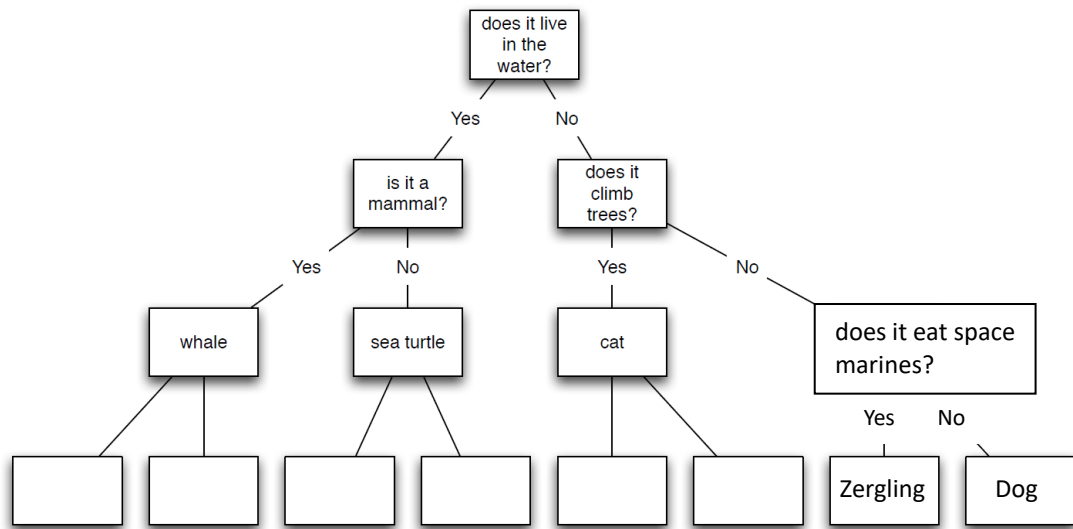 does it live
in the
water?
Yes
No
is it a
mammal?
does it
climb
trees?
Yes
No
Yes
No
whale
sea turtle
cat
does it eat space
marines?
Yes
No
Zergling
Dog